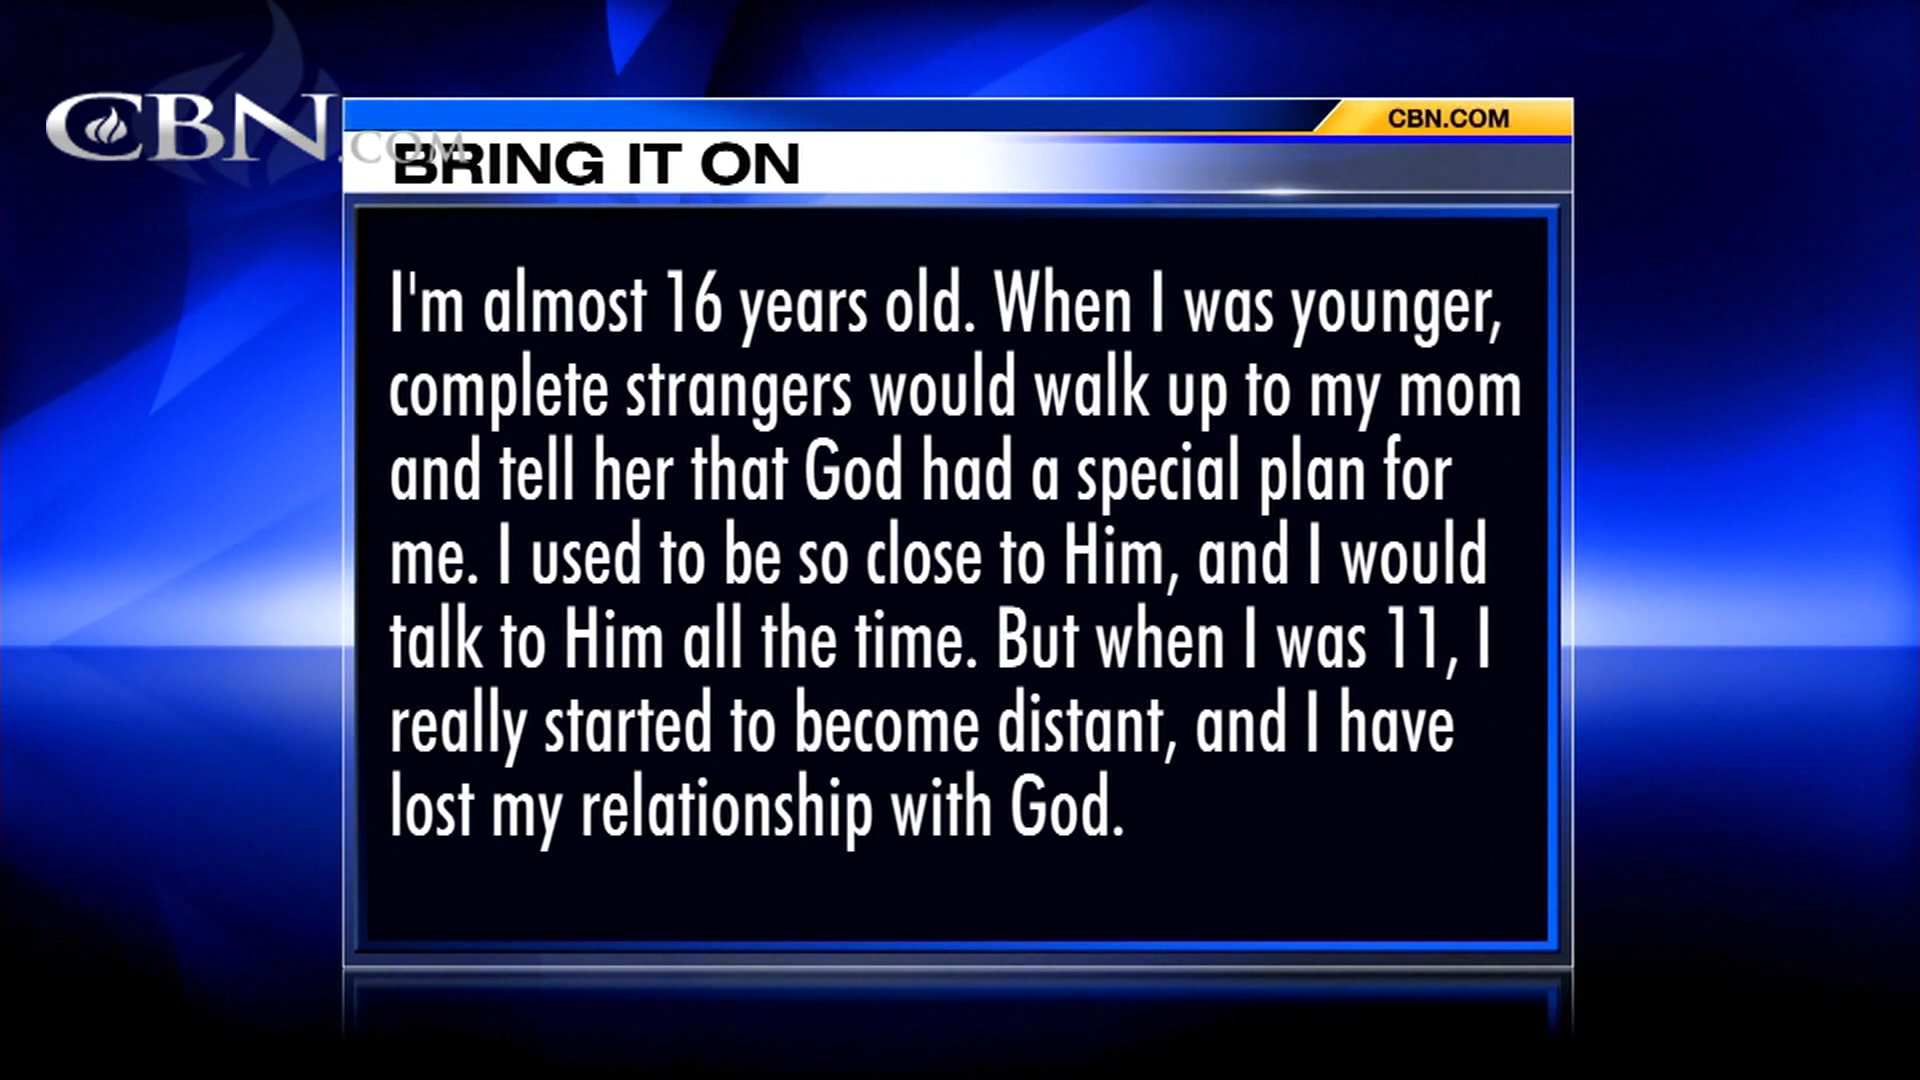 CBN.COM
CBN.COM
BRING IT ON
I'm almost 16 years old. When I was younger,
complete strangers would walk up to my mom
and tell her that God had a special plan for
me. I used to be so close to Him, and I would
talk to Him all the time. But when I was 11, I
really started to become distant, and I have
lost my relationship with God.